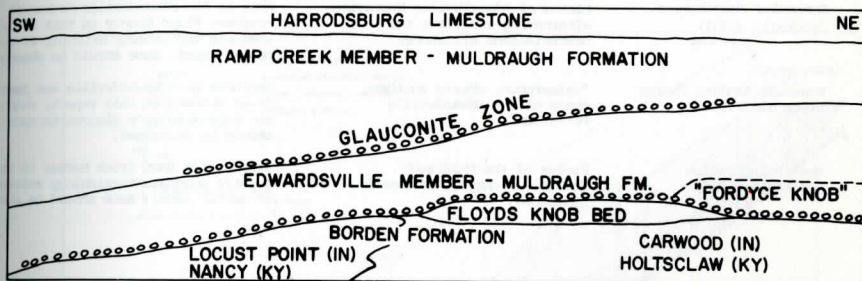 SW HARRODSBURG LIMESTONE NE
RAMP CREEK MEMBER - MULDRAUGH FORMATION
GLAUCONITE ZONE
EDWARDSVILLE MEMBER - MULDRAUGH FM.
"FORDYCE KNOB"
FLOYDS KNOB BED
BORDEN FORMATION
LOCUST POINT (IN)
NANCY (KY)
CARWOOD (IN)
HOLTSCLAW (KY)